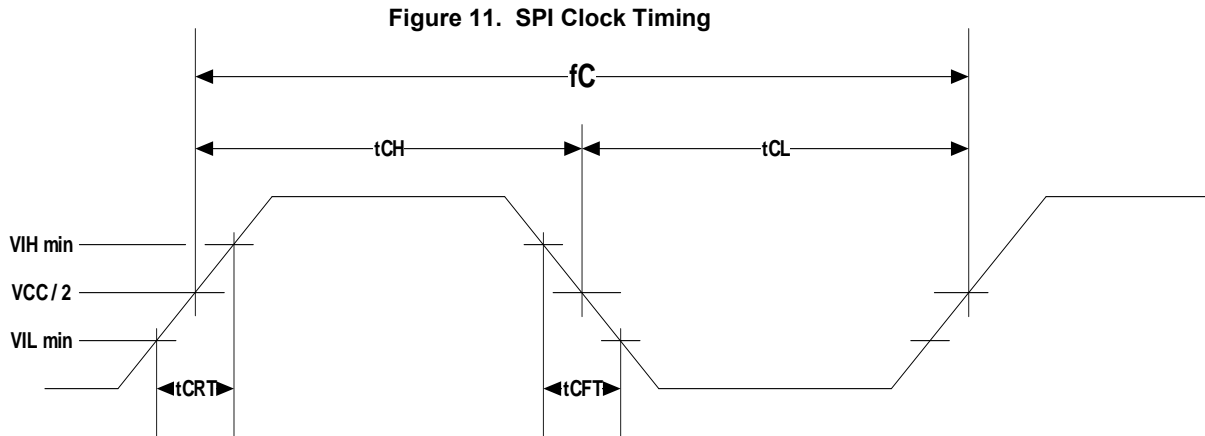 Figure 11. SPI Clock Timing
fC
tCH
tCL
VIH min
VCC / 2
VIL min
tCRT
tCFT